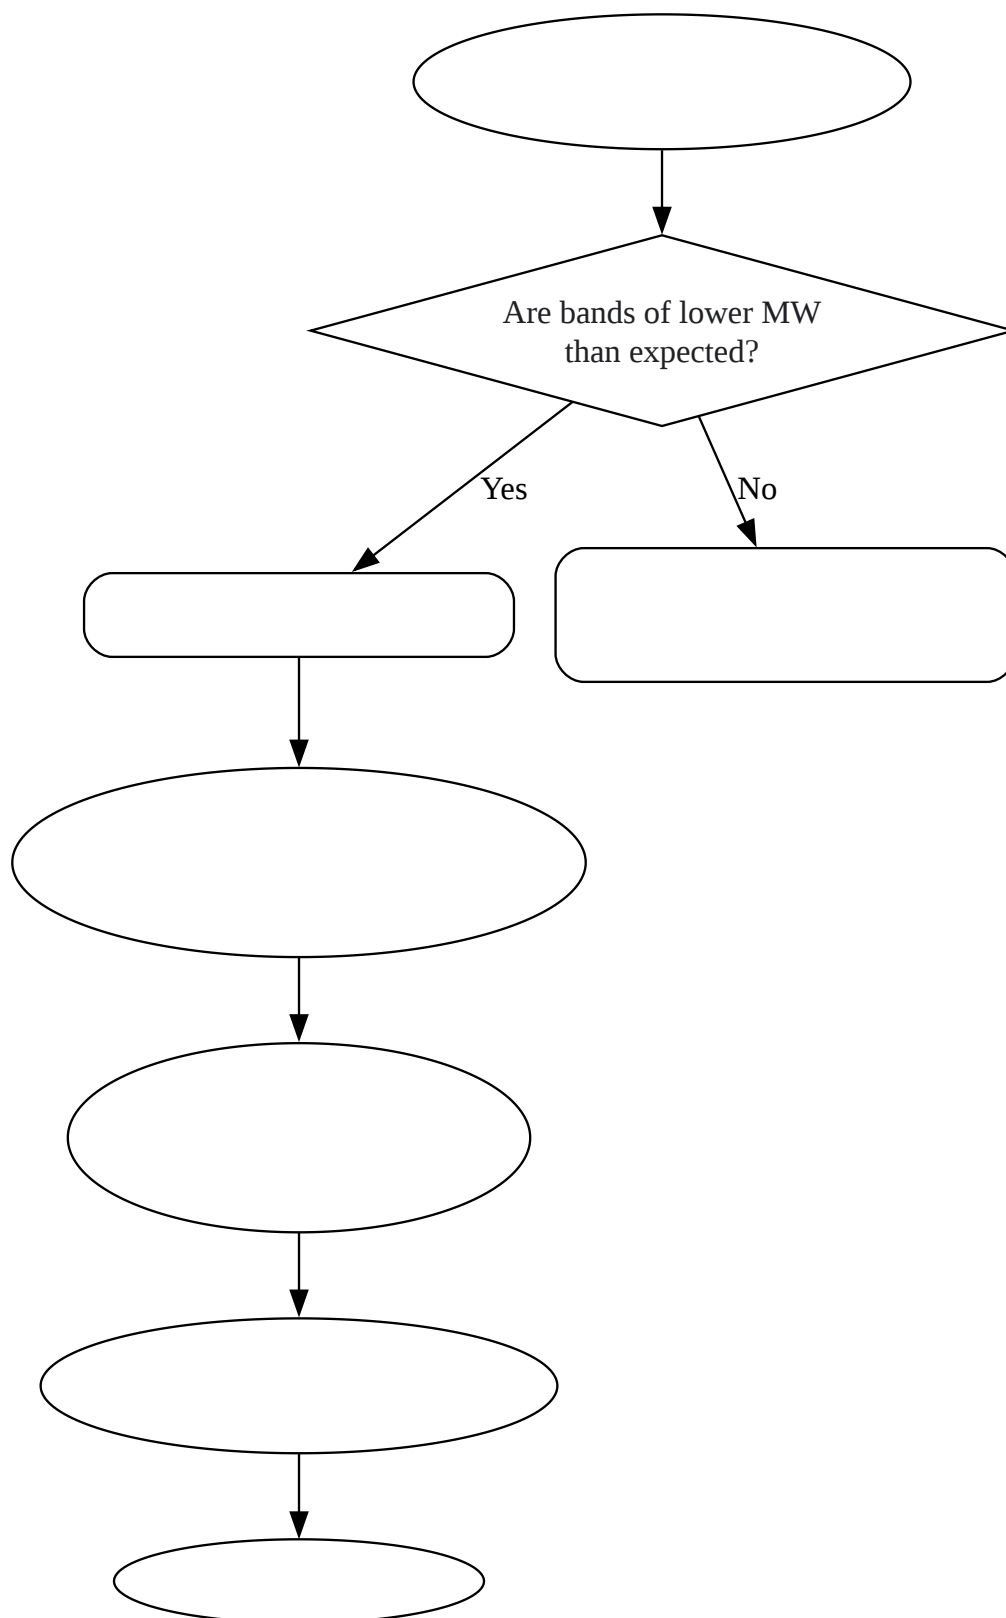 Are bands of lower MW
than expected?
Yes
No